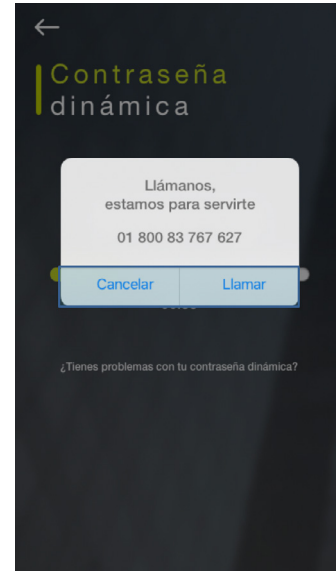 Contraseña
dinámica
Llámanos,
estamos para servirte
01 800 83 767 627
Cancelar
Llamar
¿Tienes problemas con tu contraseña dinámica?